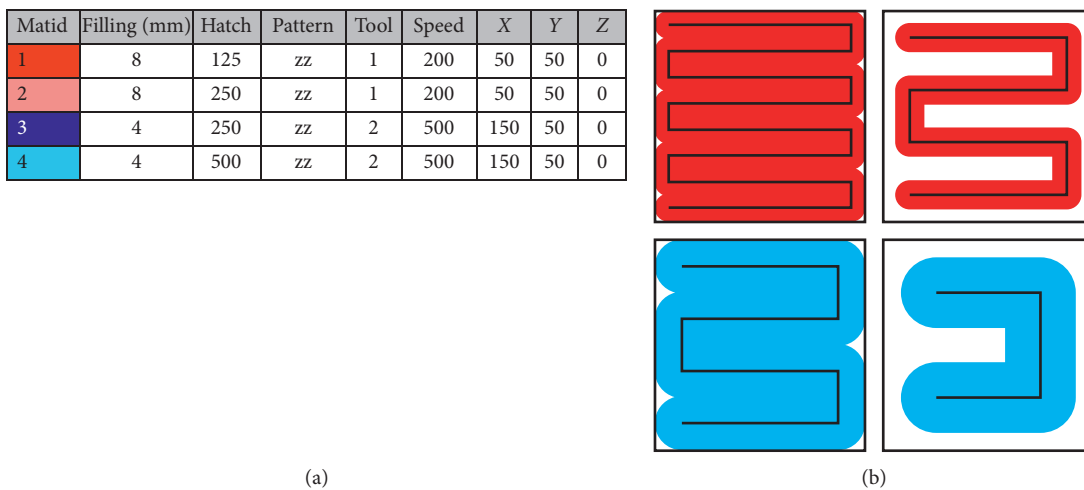 Matid Filling (mm) Hatch Pattern Tool Speed X Y Z
1 8 125 zz 1 200 50 50 0
2 8 250 zz 1 200 50 50 0
3 4 250 zz 2 500 150 50 0
4 4 500 zz 2 500 150 50 0
(a) (b)